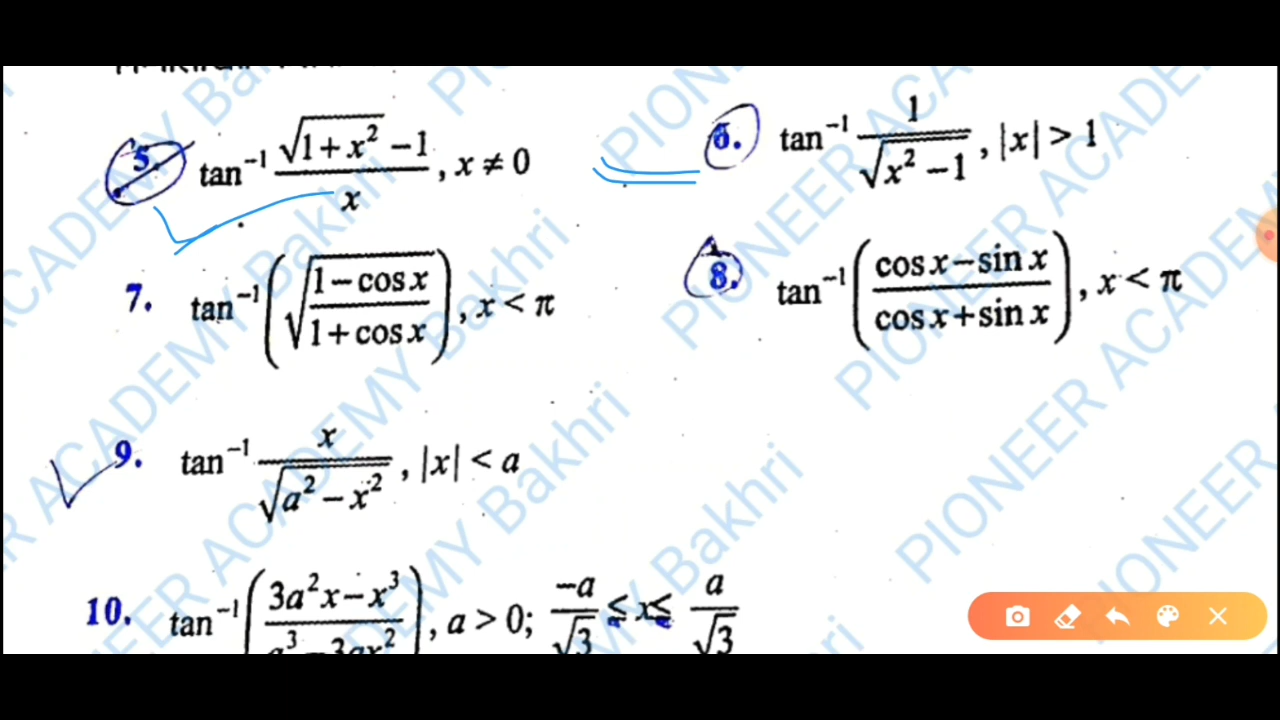 5. tan⁻¹ (√(1+x²) −1)/x , x ≠ 0
6. tan⁻¹ 1/√(x² −1) , |x| > 1
7. tan⁻¹ (√((1−cos x)/(1+cos x))) , x < π
8. tan⁻¹ ((cos x−sin x)/(cos x+sin x)) , x < π
9. tan⁻¹ x/√(a² − x²) , |x| < a
10. tan⁻¹ ((3a²x−x³)/(a³ − 3ax²)) , a > 0; −a/√3 ≤ x ≤ a/√3
PIONEER ACADEMY Bakhri